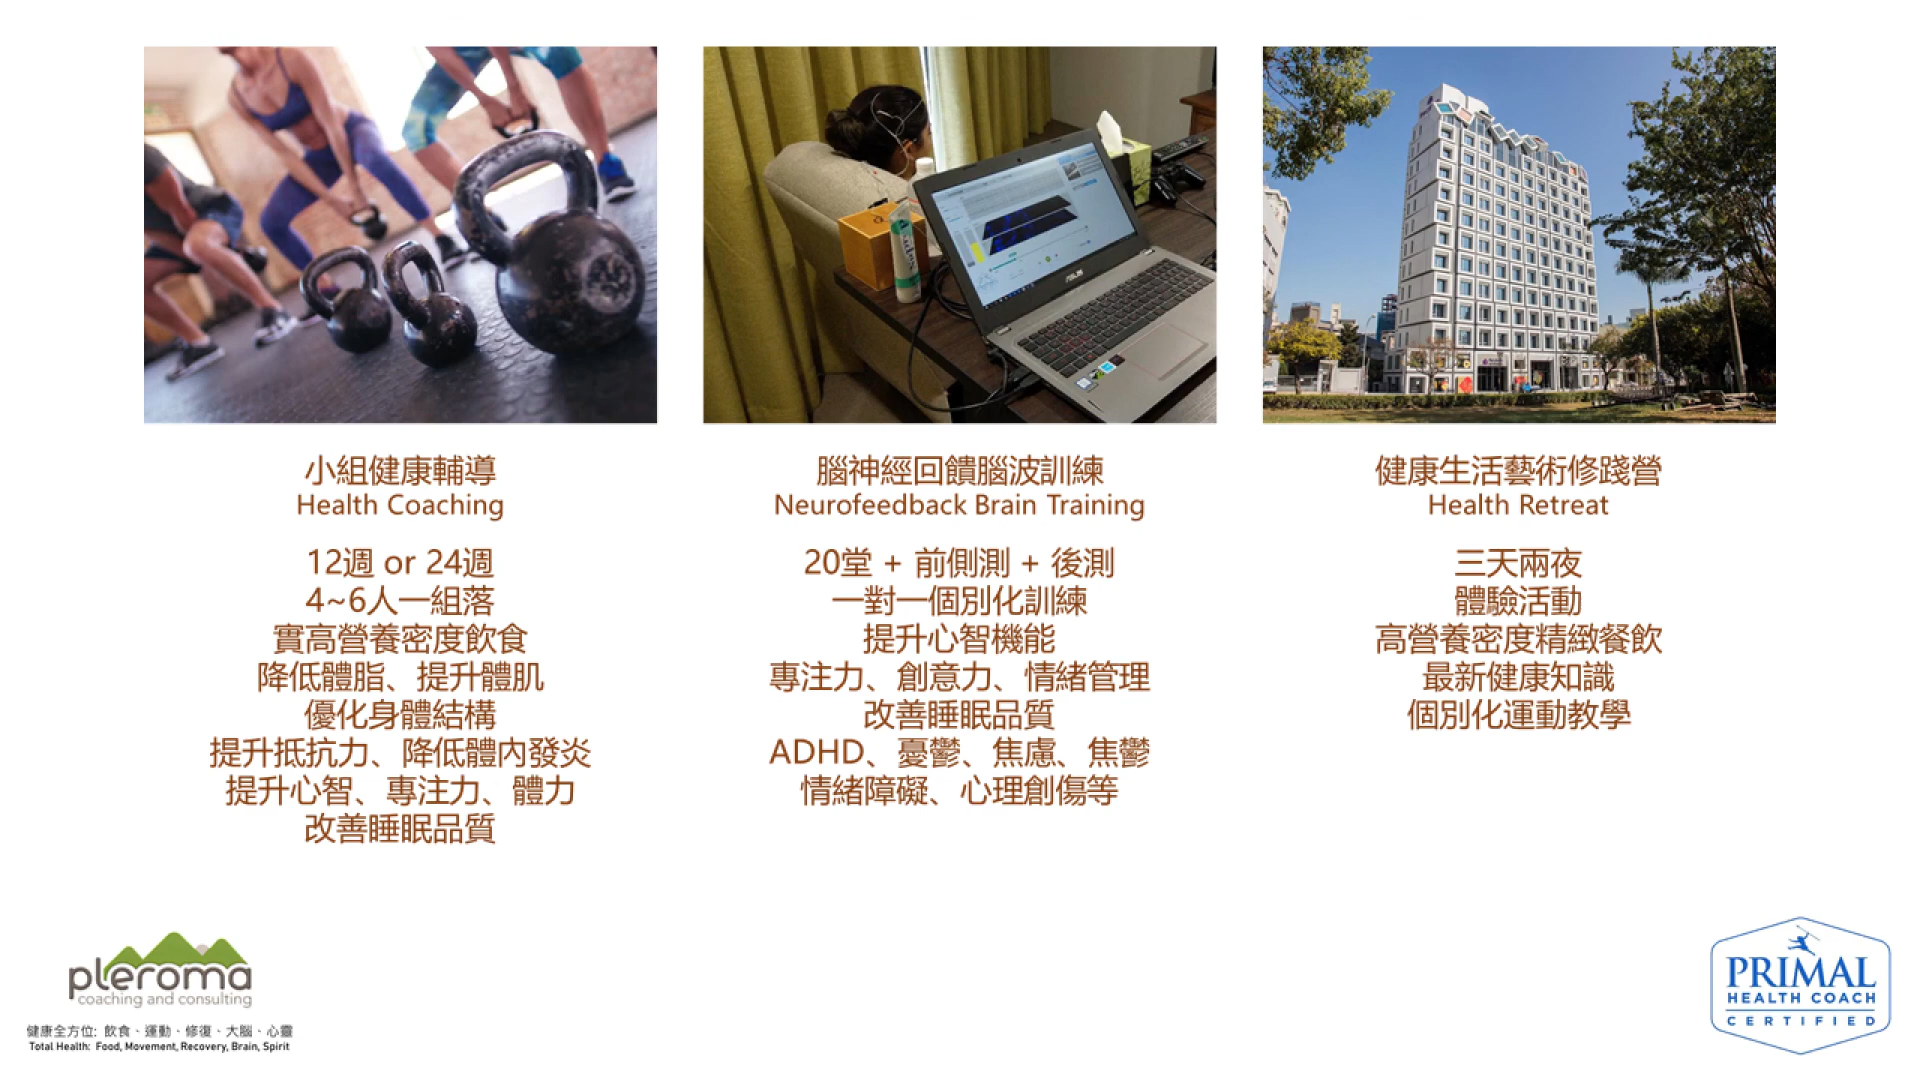 小組健康輔導
Health Coaching
12週 or 24週
4~6人一組落
實高營養密度飲食
降低體脂、提升體肌
優化身體結構
提升抵抗力、降低體內發炎
提升心智、專注力、體力
改善睡眠品質
腦神經回饋腦波訓練
Neurofeedback Brain Training
20堂 + 前側測 + 後測
一對一個別化訓練
提升心智機能
專注力、創意力、情緒管理
改善睡眠品質
ADHD、憂鬱、焦慮、焦鬱
情緒障礙、心理創傷等
健康生活藝術修踐營
Health Retreat
三天兩夜
體驗活動
高營養密度精緻餐飲
最新健康知識
個別化運動教學
ASUS
pleroma
coaching and consulting
健康全方位: 飲食、運動、修復、大腦、心靈
Total Health: Food, Movement, Recovery, Brain, Spirit
PRIMAL
HEALTH COACH
CERTIFIED